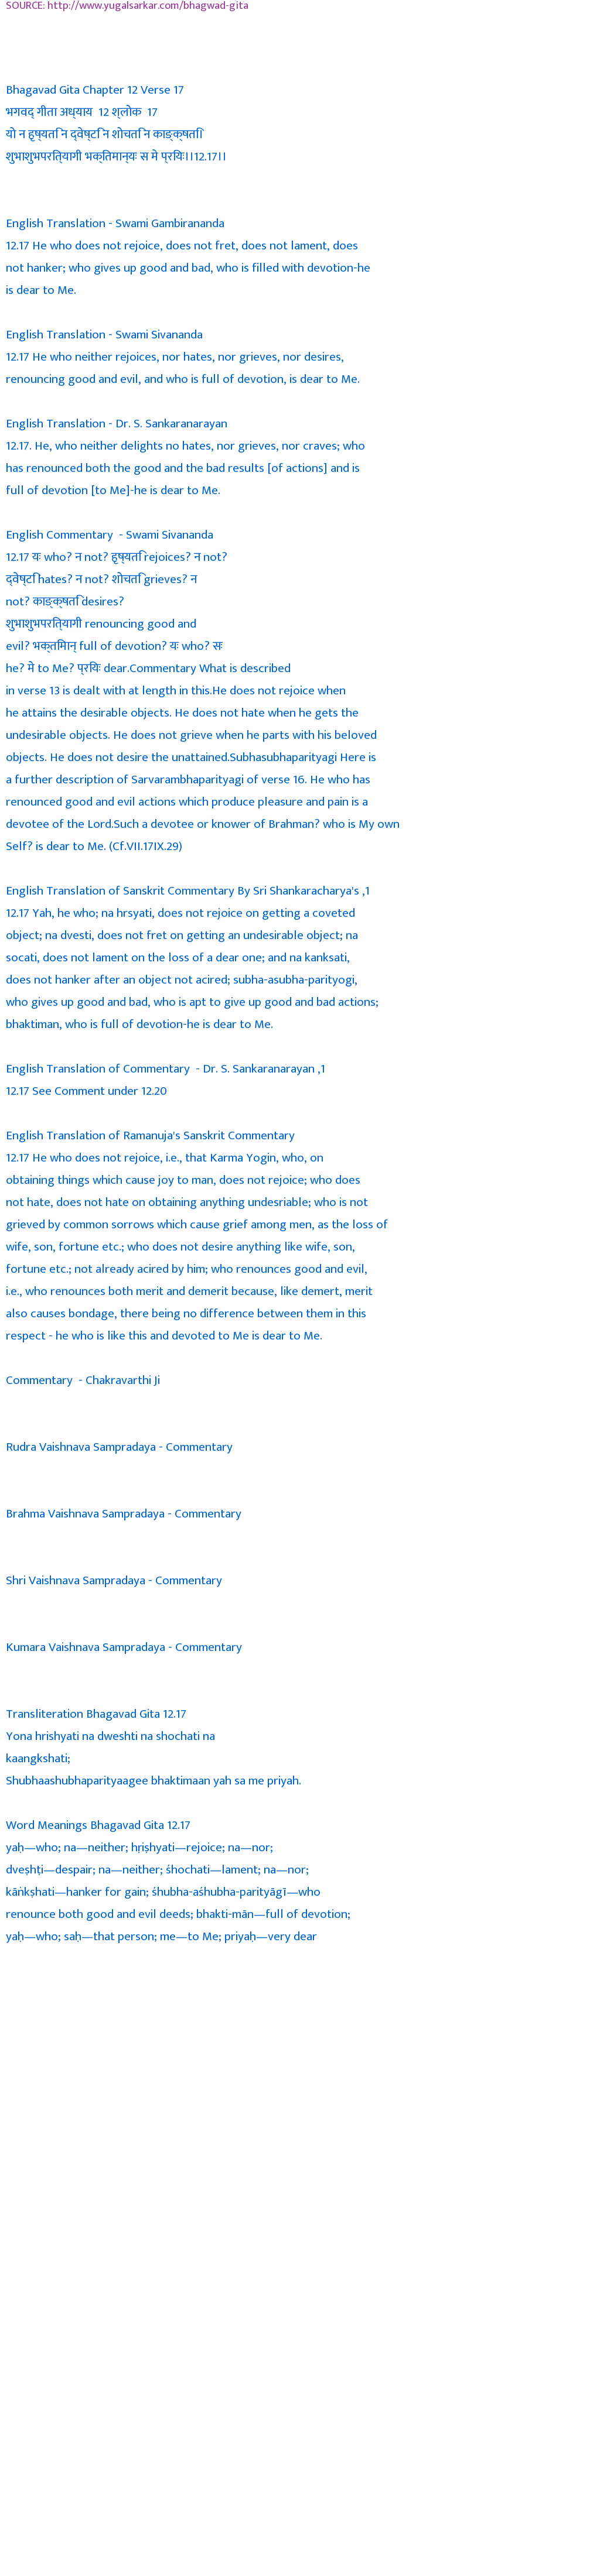 SOURCE: http://www.yugalsarkar.com/bhagwad-gita
Bhagavad Gita Chapter 12 Verse 17
भगवद् गीता अध्याय 12 श्लोक 17
यो न हृष्यति न द्वेष्टि न शोचति न काङ्क्षति।
शुभाशुभपरित्यागी भक्ितमान्यः स मे प्रियः।।12.17।।
English Translation - Swami Gambirananda
12.17 He who does not rejoice, does not fret, does not lament, does
not hanker; who gives up good and bad, who is filled with devotion-he
is dear to Me.
English Translation - Swami Sivananda
12.17 He who neither rejoices, nor hates, nor grieves, nor desires,
renouncing good and evil, and who is full of devotion, is dear to Me.
English Translation - Dr. S. Sankaranarayan
12.17. He, who neither delights no hates, nor grieves, nor craves; who
has renounced both the good and the bad results [of actions] and is
full of devotion [to Me]-he is dear to Me.
English Commentary - Swami Sivananda
12.17 यः who? न not? हृष्यति rejoices? न not?
द्वेष्टि hates? न not? शोचति grieves? न
not? काङ्क्षति desires?
शुभाशुभपरित्यागी renouncing good and
evil? भक्तिमान् full of devotion? यः who? सः
he? मे to Me? प्रियः dear.Commentary What is described
in verse 13 is dealt with at length in this.He does not rejoice when
he attains the desirable objects. He does not hate when he gets the
undesirable objects. He does not grieve when he parts with his beloved
objects. He does not desire the unattained.Subhasubhaparityagi Here is
a further description of Sarvarambhaparityagi of verse 16. He who has
renounced good and evil actions which produce pleasure and pain is a
devotee of the Lord.Such a devotee or knower of Brahman? who is My own
Self? is dear to Me. (Cf.VII.17IX.29)
English Translation of Sanskrit Commentary By Sri Shankaracharya's ,1
12.17 Yah, he who; na hrsyati, does not rejoice on getting a coveted
object; na dvesti, does not fret on getting an undesirable object; na
socati, does not lament on the loss of a dear one; and na kanksati,
does not hanker after an object not acired; subha-asubha-parityogi,
who gives up good and bad, who is apt to give up good and bad actions;
bhaktiman, who is full of devotion-he is dear to Me.
English Translation of Commentary - Dr. S. Sankaranarayan ,1
12.17 See Comment under 12.20
English Translation of Ramanuja's Sanskrit Commentary
12.17 He who does not rejoice, i.e., that Karma Yogin, who, on
obtaining things which cause joy to man, does not rejoice; who does
not hate, does not hate on obtaining anything undesriable; who is not
grieved by common sorrows which cause grief among men, as the loss of
wife, son, fortune etc.; who does not desire anything like wife, son,
fortune etc.; not already acired by him; who renounces good and evil,
i.e., who renounces both merit and demerit because, like demert, merit
also causes bondage, there being no difference between them in this
respect - he who is like this and devoted to Me is dear to Me.
Commentary - Chakravarthi Ji
Rudra Vaishnava Sampradaya - Commentary
Brahma Vaishnava Sampradaya - Commentary
Shri Vaishnava Sampradaya - Commentary
Kumara Vaishnava Sampradaya - Commentary
Transliteration Bhagavad Gita 12.17
Yona hrishyati na dweshti na shochati na
kaangkshati;
Shubhaashubhaparityaagee bhaktimaan yah sa me priyah.
Word Meanings Bhagavad Gita 12.17
yaḥ—who; na—neither; hṛiṣhyati—rejoice; na—nor;
dveṣhṭi—despair; na—neither; śhochati—lament; na—nor;
kāṅkṣhati—hanker for gain; śhubha-aśhubha-parityāgī—who
renounce both good and evil deeds; bhakti-mān—full of devotion;
yaḥ—who; saḥ—that person; me—to Me; priyaḥ—very dear